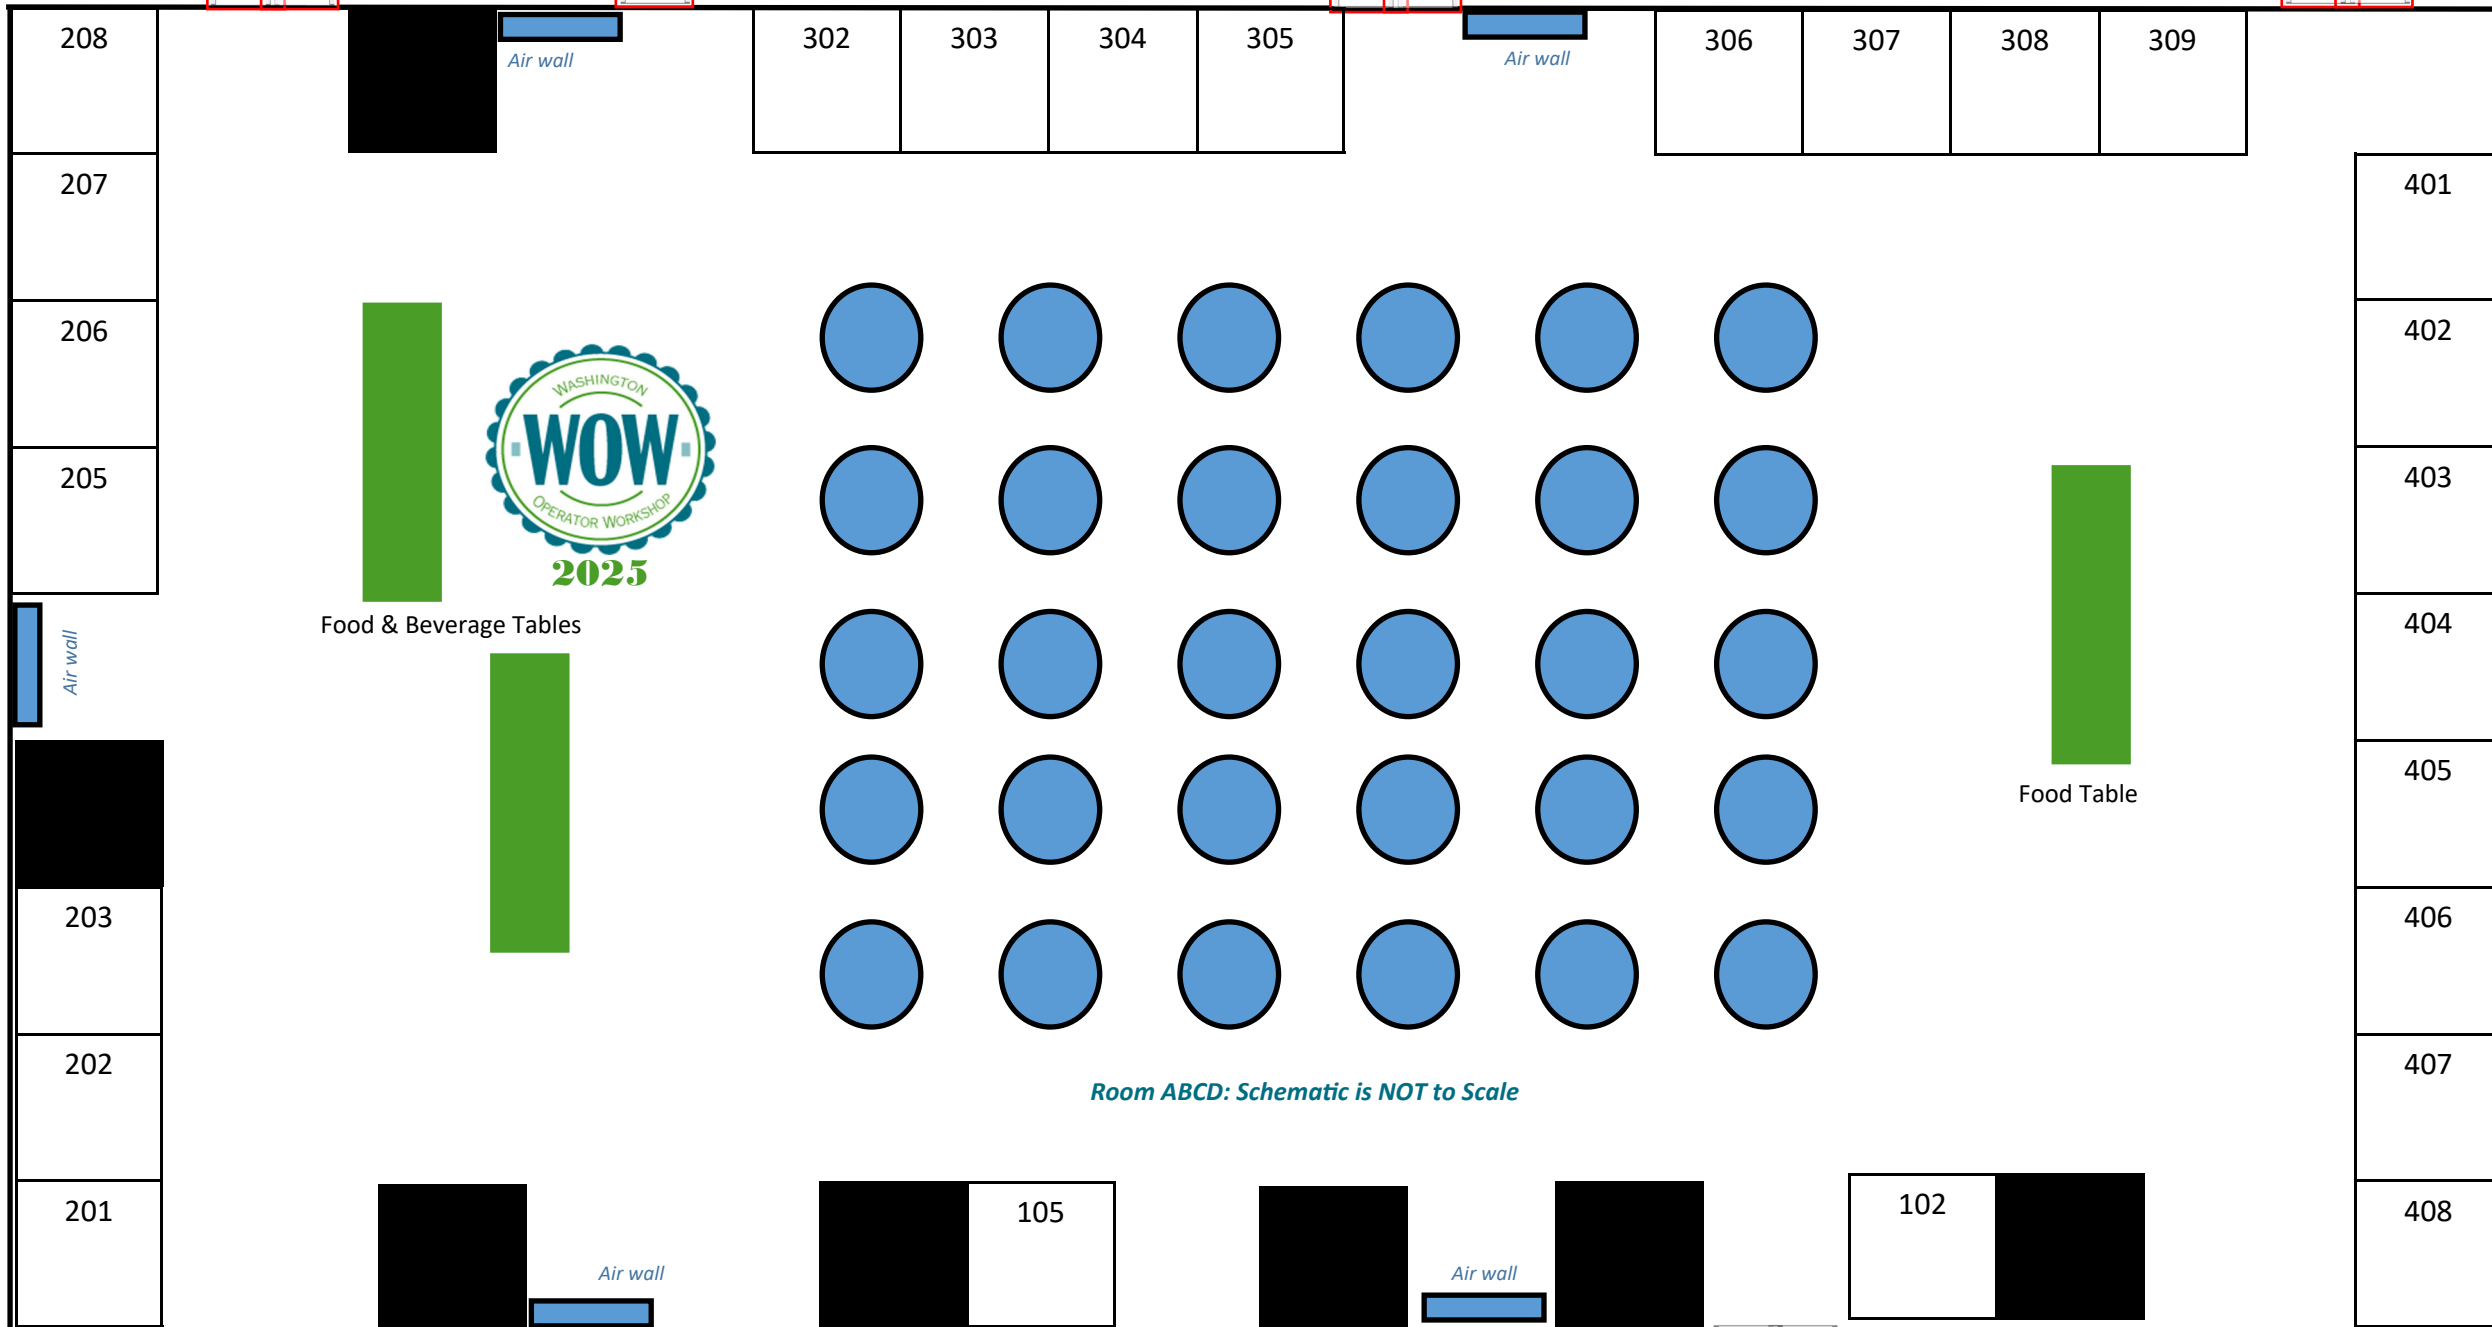 208
Air wall
302
303
304
305
Air wall
306
307
308
309
207
401
206
402
WASHINGTON
WOW
OPERATOR WORKSHOP
2025
205
403
Food & Beverage Tables
404
Air wall
405
Food Table
203
406
202
407
Room ABCD: Schematic is NOT to Scale
201
105
102
408
Air wall
Air wall